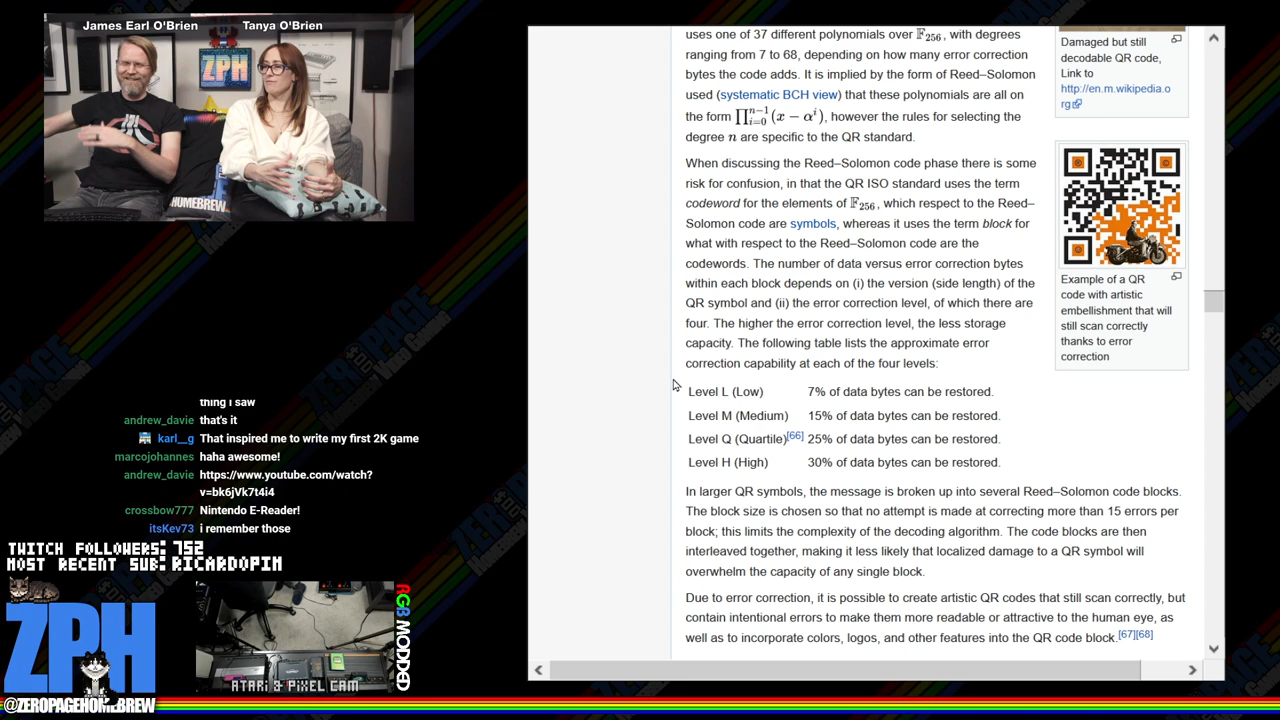 James Earl O'Brien
Tanya O'Brien
ZPH
HOMEBREW
thing I saw
andrew_davie that's it
karl__g That inspired me to write my first 2K game
marcojohannes haha awesome!
andrew_davie https://www.youtube.com/watch?
v=bk6jVk7t4i4
crossbow777 Nintendo E-Reader!
itsKev73 i remember those
TWITCH FOLLOWERS: 752
MOST RECENT SUB: RICARDOPIM
ZPH
@ZEROPAGEHOMEBREW
ATARI & PIXEL CAM
RGB MODDED
uses one of 37 different polynomials over 𝔽256, with degrees
ranging from 7 to 68, depending on how many error correction
bytes the code adds. It is implied by the form of Reed–Solomon
used (systematic BCH view) that these polynomials are all on
the form ∏ⁿ⁻¹ᵢ₌₀(x − αⁱ), however the rules for selecting the
degree n are specific to the QR standard.
When discussing the Reed–Solomon code phase there is some
risk for confusion, in that the QR ISO standard uses the term
codeword for the elements of 𝔽256, which respect to the Reed–
Solomon code are symbols, whereas it uses the term block for
what with respect to the Reed–Solomon code are the
codewords. The number of data versus error correction bytes
within each block depends on (i) the version (side length) of the
QR symbol and (ii) the error correction level, of which there are
four. The higher the error correction level, the less storage
capacity. The following table lists the approximate error
correction capability at each of the four levels:
Level L (Low) 7% of data bytes can be restored.
Level M (Medium) 15% of data bytes can be restored.
Level Q (Quartile)[66] 25% of data bytes can be restored.
Level H (High) 30% of data bytes can be restored.
In larger QR symbols, the message is broken up into several Reed–Solomon code blocks.
The block size is chosen so that no attempt is made at correcting more than 15 errors per
block; this limits the complexity of the decoding algorithm. The code blocks are then
interleaved together, making it less likely that localized damage to a QR symbol will
overwhelm the capacity of any single block.
Due to error correction, it is possible to create artistic QR codes that still scan correctly, but
contain intentional errors to make them more readable or attractive to the human eye, as
well as to incorporate colors, logos, and other features into the QR code block.[67][68]
Damaged but still
decodable QR code,
Link to
http://en.m.wikipedia.o
rg
Example of a QR
code with artistic
embellishment that will
still scan correctly
thanks to error
correction